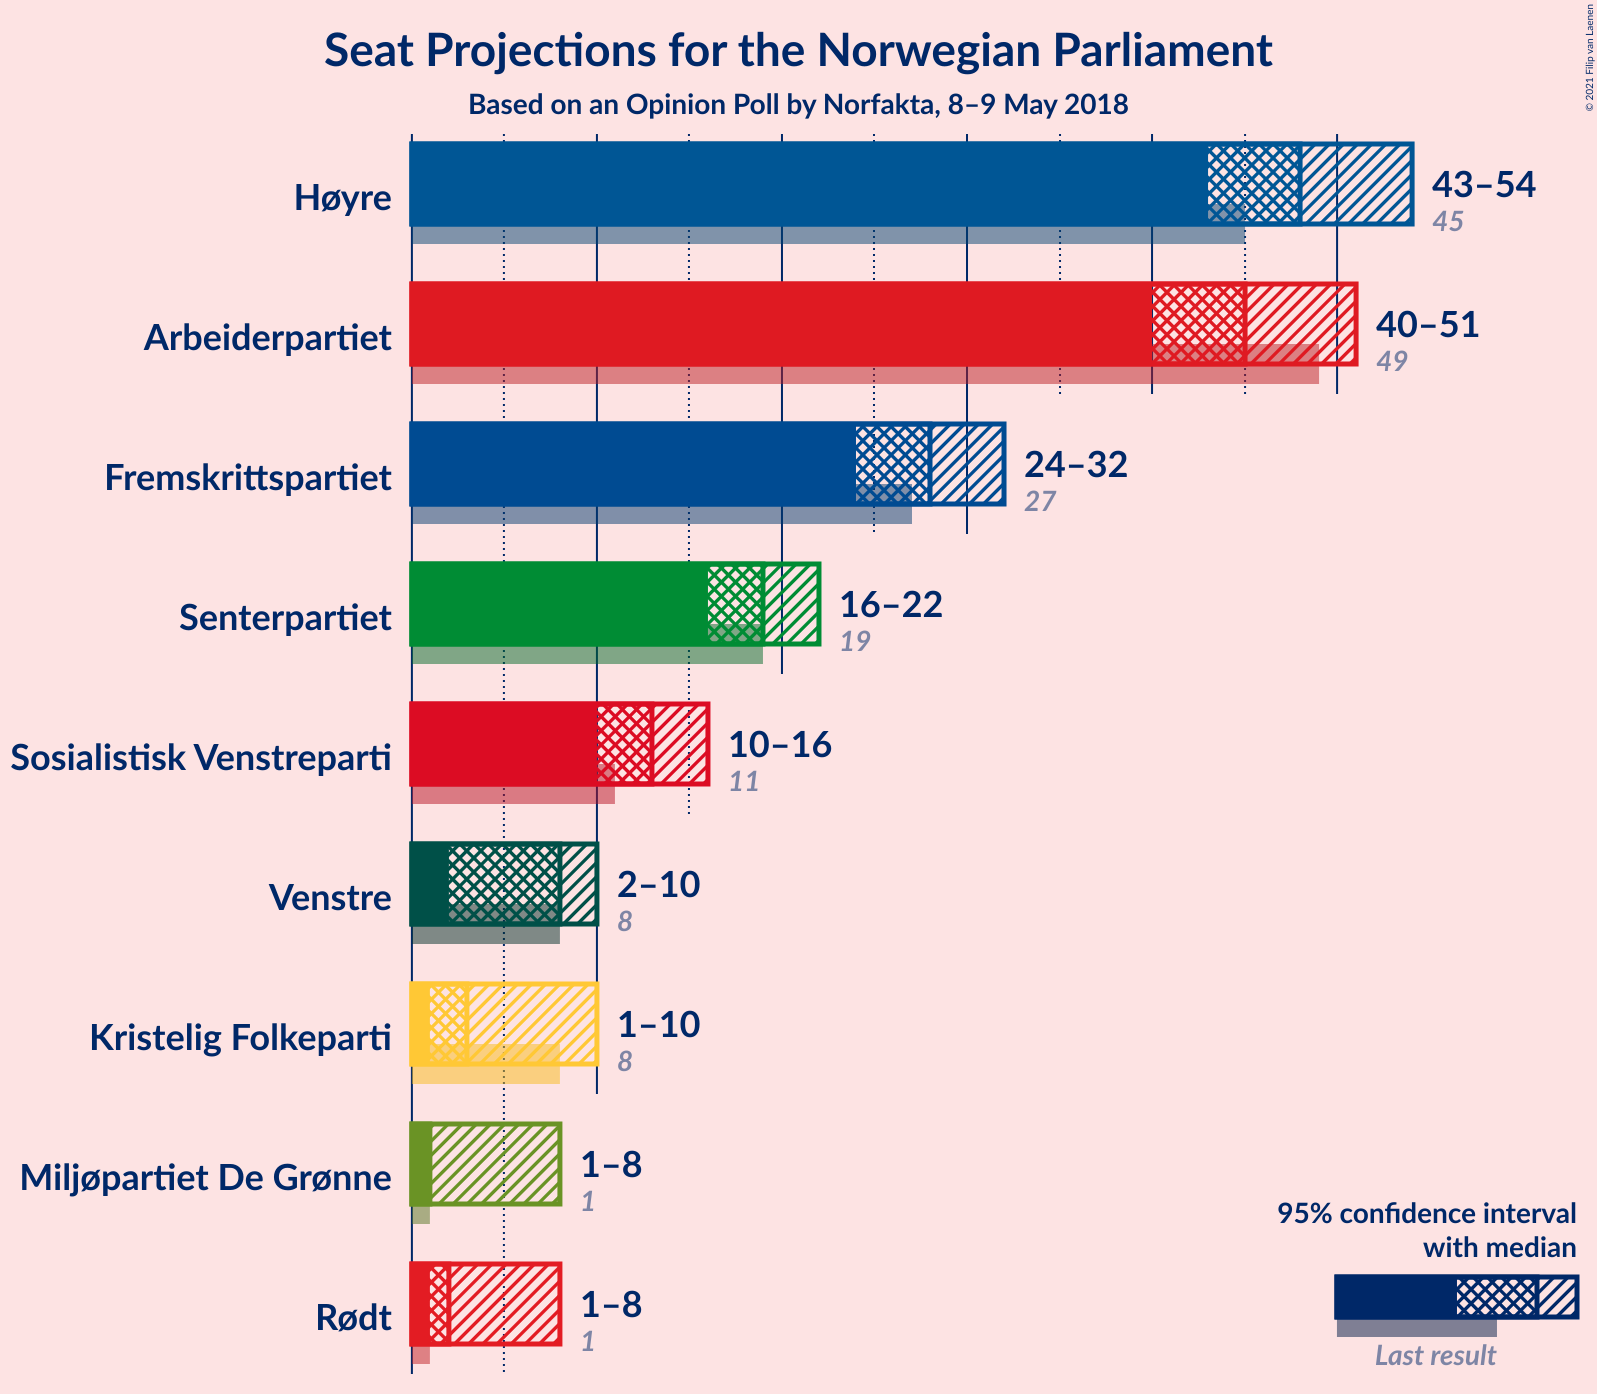 Seat Projections for the Norwegian Parliament
Based on an Opinion Poll by Norfakta, 8–9 May 2018
© 2021 Filip van Laenen
Høyre
43–54
45
Arbeiderpartiet
40–51
49
Fremskrittspartiet
24–32
27
Senterpartiet
16–22
19
Sosialistisk Venstreparti
10–16
11
Venstre
2–10
8
Kristelig Folkeparti
1–10
8
Miljøpartiet De Grønne
1–8
1
Rødt
1–8
1
95% confidence interval
with median
Last result